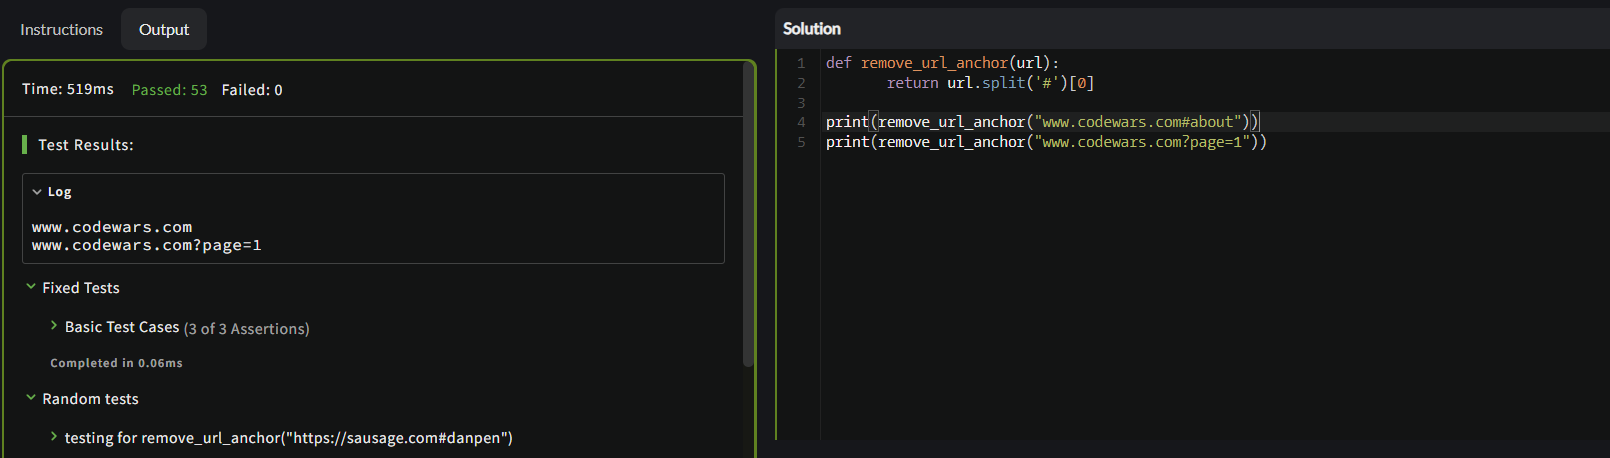 Instructions
Output
Time: 519ms Passed: 53 Failed: 0
Test Results:
Log
www.codewars.com
www.codewars.com?page=1
Fixed Tests
Basic Test Cases (3 of 3 Assertions)
Completed in 0.06ms
Random tests
testing for remove_url_anchor("https://sausage.com#danpen")
Solution
1 def remove_url_anchor(url):
2 return url.split('#')[0]
3
4 print(remove_url_anchor("www.codewars.com#about"))
5 print(remove_url_anchor("www.codewars.com?page=1"))